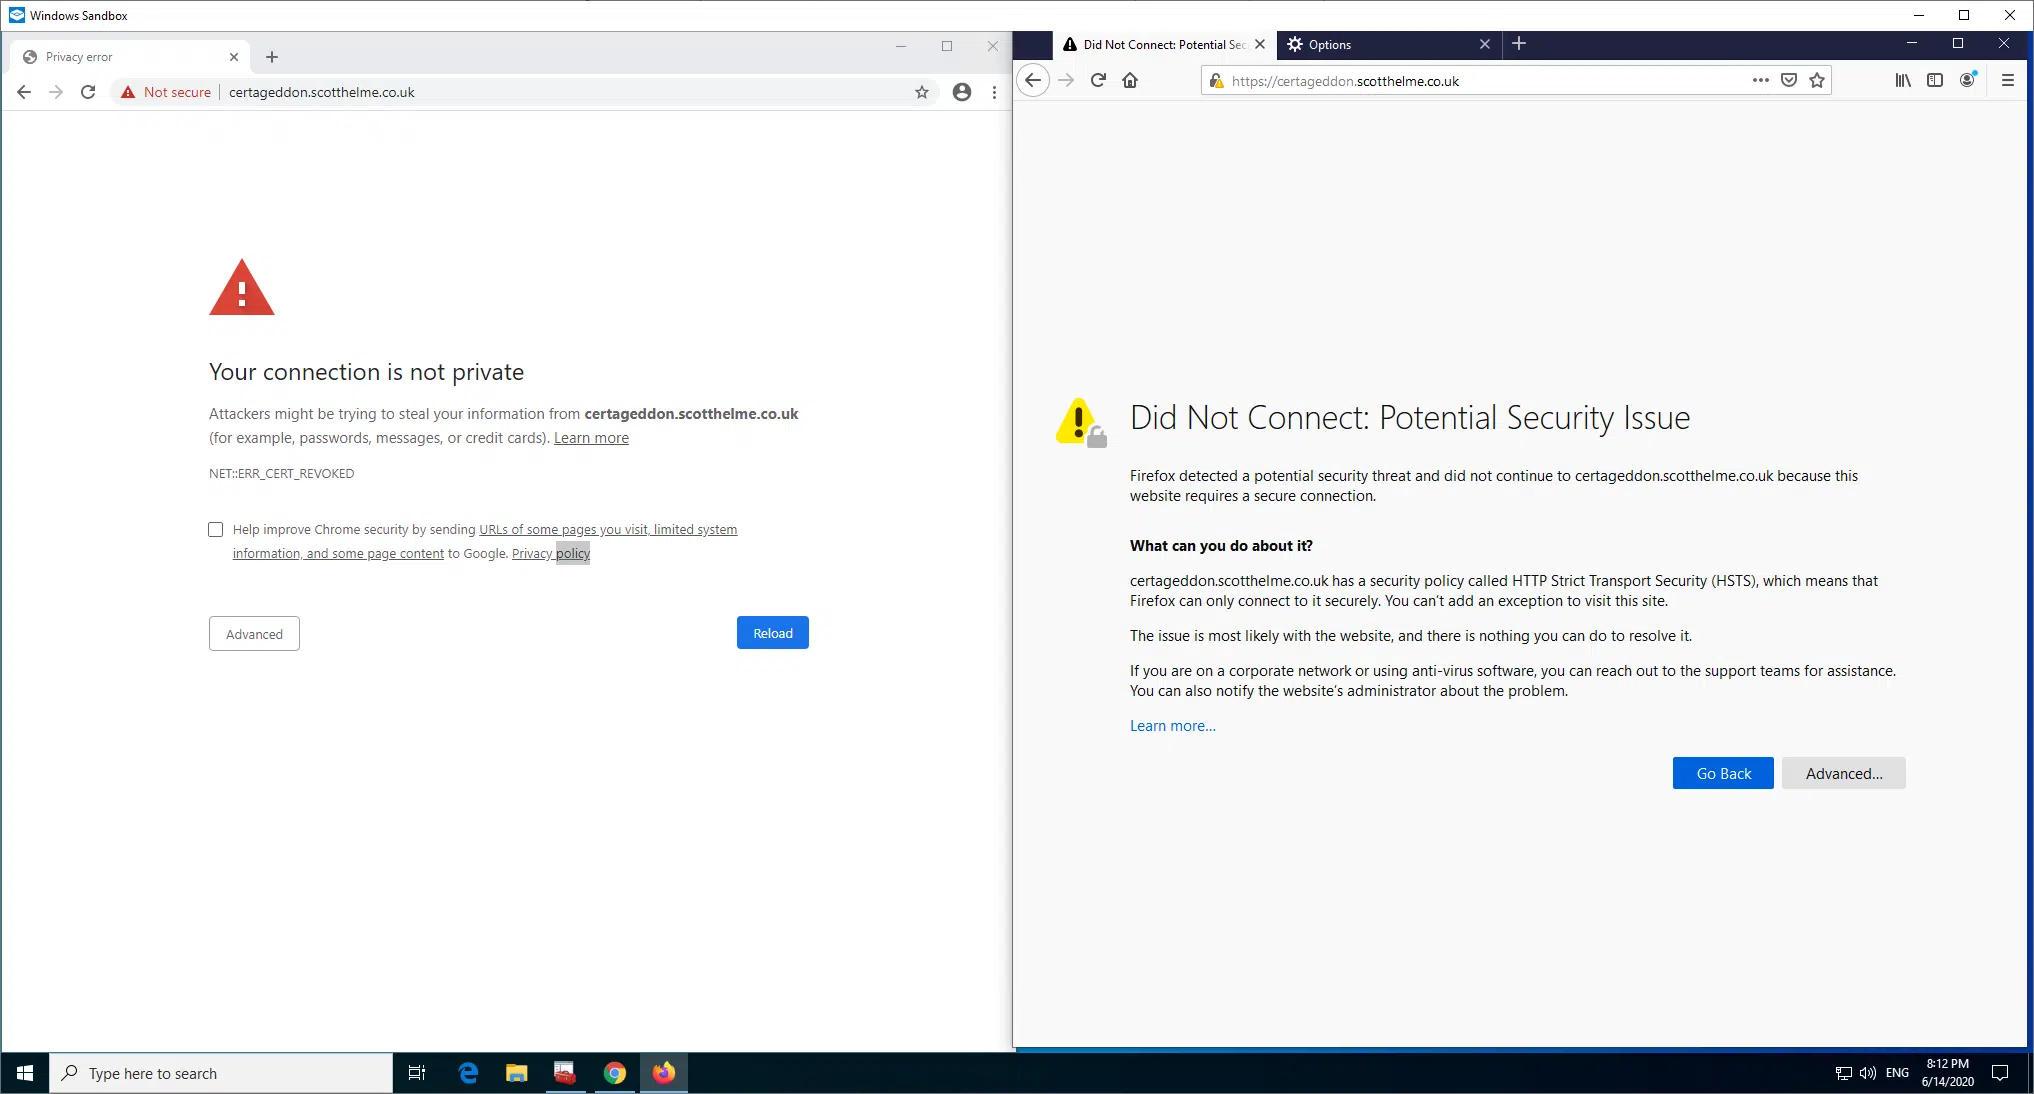 Windows Sandbox
Privacy error
Not secure
certageddon.scotthelme.co.uk
Your connection is not private
Attackers might be trying to steal your information from certageddon.scotthelme.co.uk
(for example, passwords, messages, or credit cards). Learn more
NET::ERR_CERT_REVOKED
Help improve Chrome security by sending URLs of some pages you visit, limited system
information, and some page content to Google. Privacy policy
Advanced
Reload
Did Not Connect: Potential Sec
Options
https://certageddon.scotthelme.co.uk
Did Not Connect: Potential Security Issue
Firefox detected a potential security threat and did not continue to certageddon.scotthelme.co.uk because this
website requires a secure connection.
What can you do about it?
certageddon.scotthelme.co.uk has a security policy called HTTP Strict Transport Security (HSTS), which means that
Firefox can only connect to it securely. You can’t add an exception to visit this site.
The issue is most likely with the website, and there is nothing you can do to resolve it.
If you are on a corporate network or using anti-virus software, you can reach out to the support teams for assistance.
You can also notify the website’s administrator about the problem.
Learn more...
Go Back
Advanced...
Type here to search
ENG
8:12 PM
6/14/2020